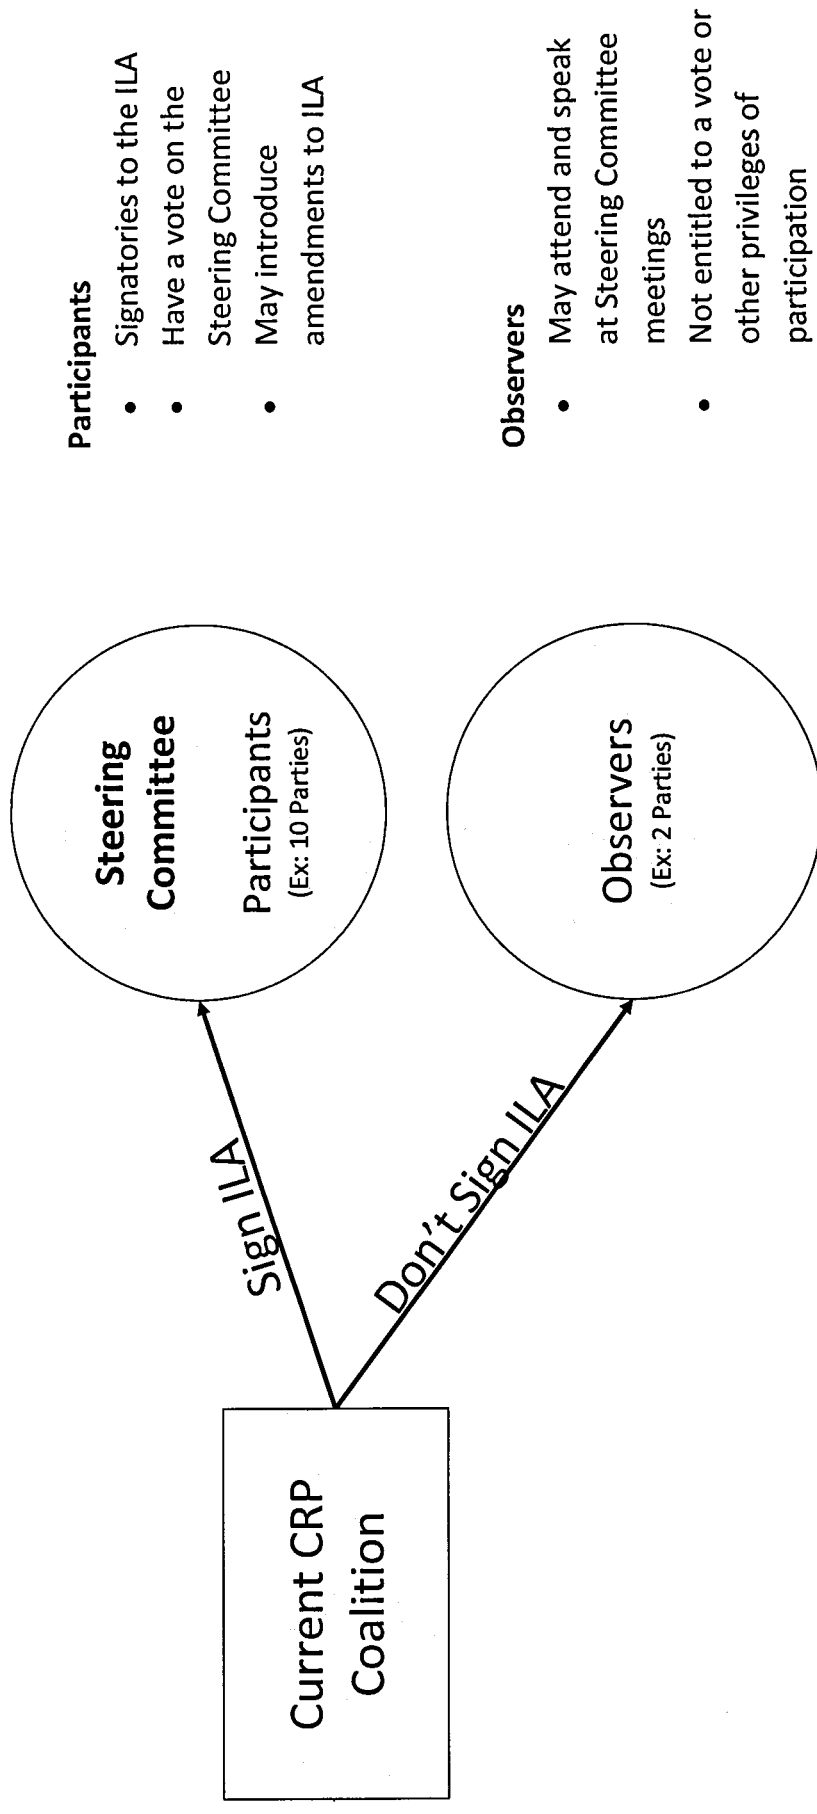 Current CRP
Coalition
Sign ILA
Don't Sign ILA
Steering
Committee
Participants
(Ex: 10 Parties)
Observers
(Ex: 2 Parties)
Participants
• Signatories to the ILA
• Have a vote on the
Steering Committee
• May introduce
amendments to ILA
Observers
• May attend and speak
at Steering Committee
meetings
• Not entitled to a vote or
other privileges of
participation